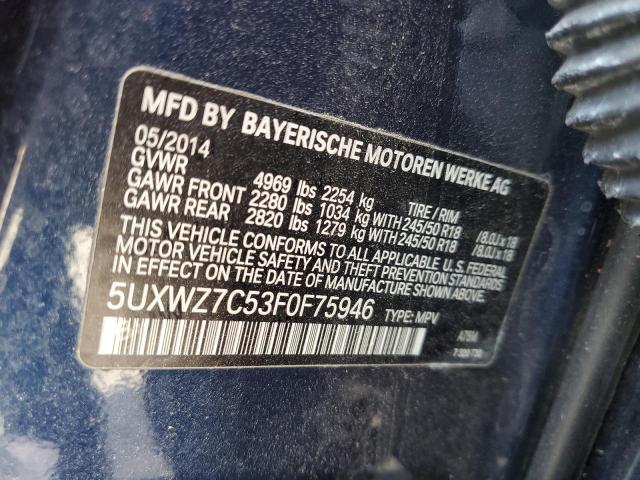 MFD BY BAYERISCHE MOTOREN WERKE AG
05/2014
GVWR 4969 lbs 2254 kg TIRE / RIM
GAWR FRONT 2280 lbs 1034 kg WITH 245/50 R18 /8.0J x 18
GAWR REAR 2820 lbs 1279 kg WITH 245/50 R18 /8.0J x 18
THIS VEHICLE CONFORMS TO ALL APPLICABLE U.S. FEDERAL
MOTOR VEHICLE SAFETY AND THEFT PREVENTION STANDARDS
IN EFFECT ON THE DATE OF MANUFACTURE SHOWN ABOVE.
5UXWZ7C53F0F75946 TYPE: MPV